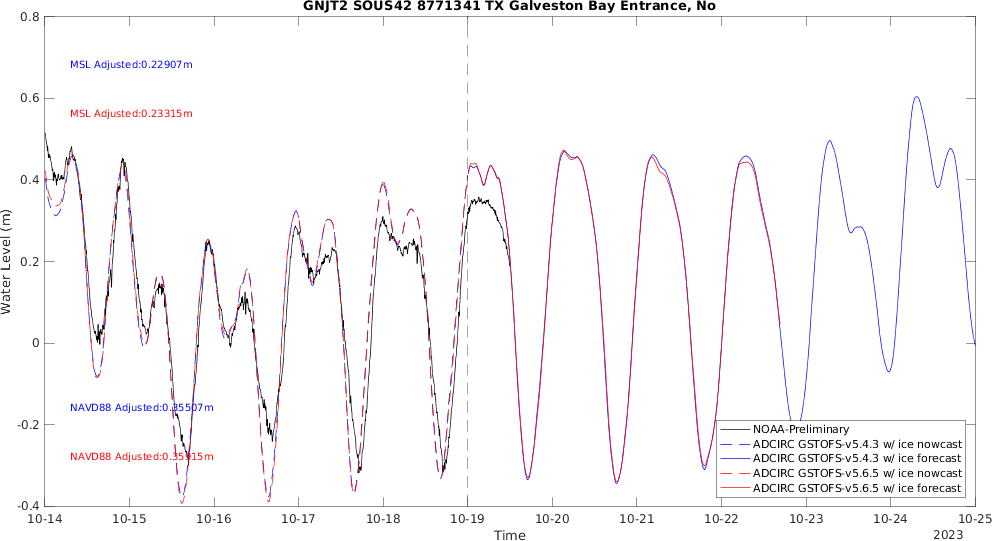 GNJT2 SOUS42 8771341 TX Galveston Bay Entrance, No
0.8
0.6
0.4
0.2
0
-0.2
-0.4
Water Level (m)
MSL Adjusted:0.22907m
MSL Adjusted:0.23315m
NAVD88 Adjusted:0.35507m
NAVD88 Adjusted:0.35915m
NOAA-Preliminary
ADCIRC GSTOFS-v5.4.3 w/ ice nowcast
ADCIRC GSTOFS-v5.4.3 w/ ice forecast
ADCIRC GSTOFS-v5.6.5 w/ ice nowcast
ADCIRC GSTOFS-v5.6.5 w/ ice forecast
10-14 10-15 10-16 10-17 10-18 10-19 10-20 10-21 10-22 10-23 10-24 10-25
Time
2023